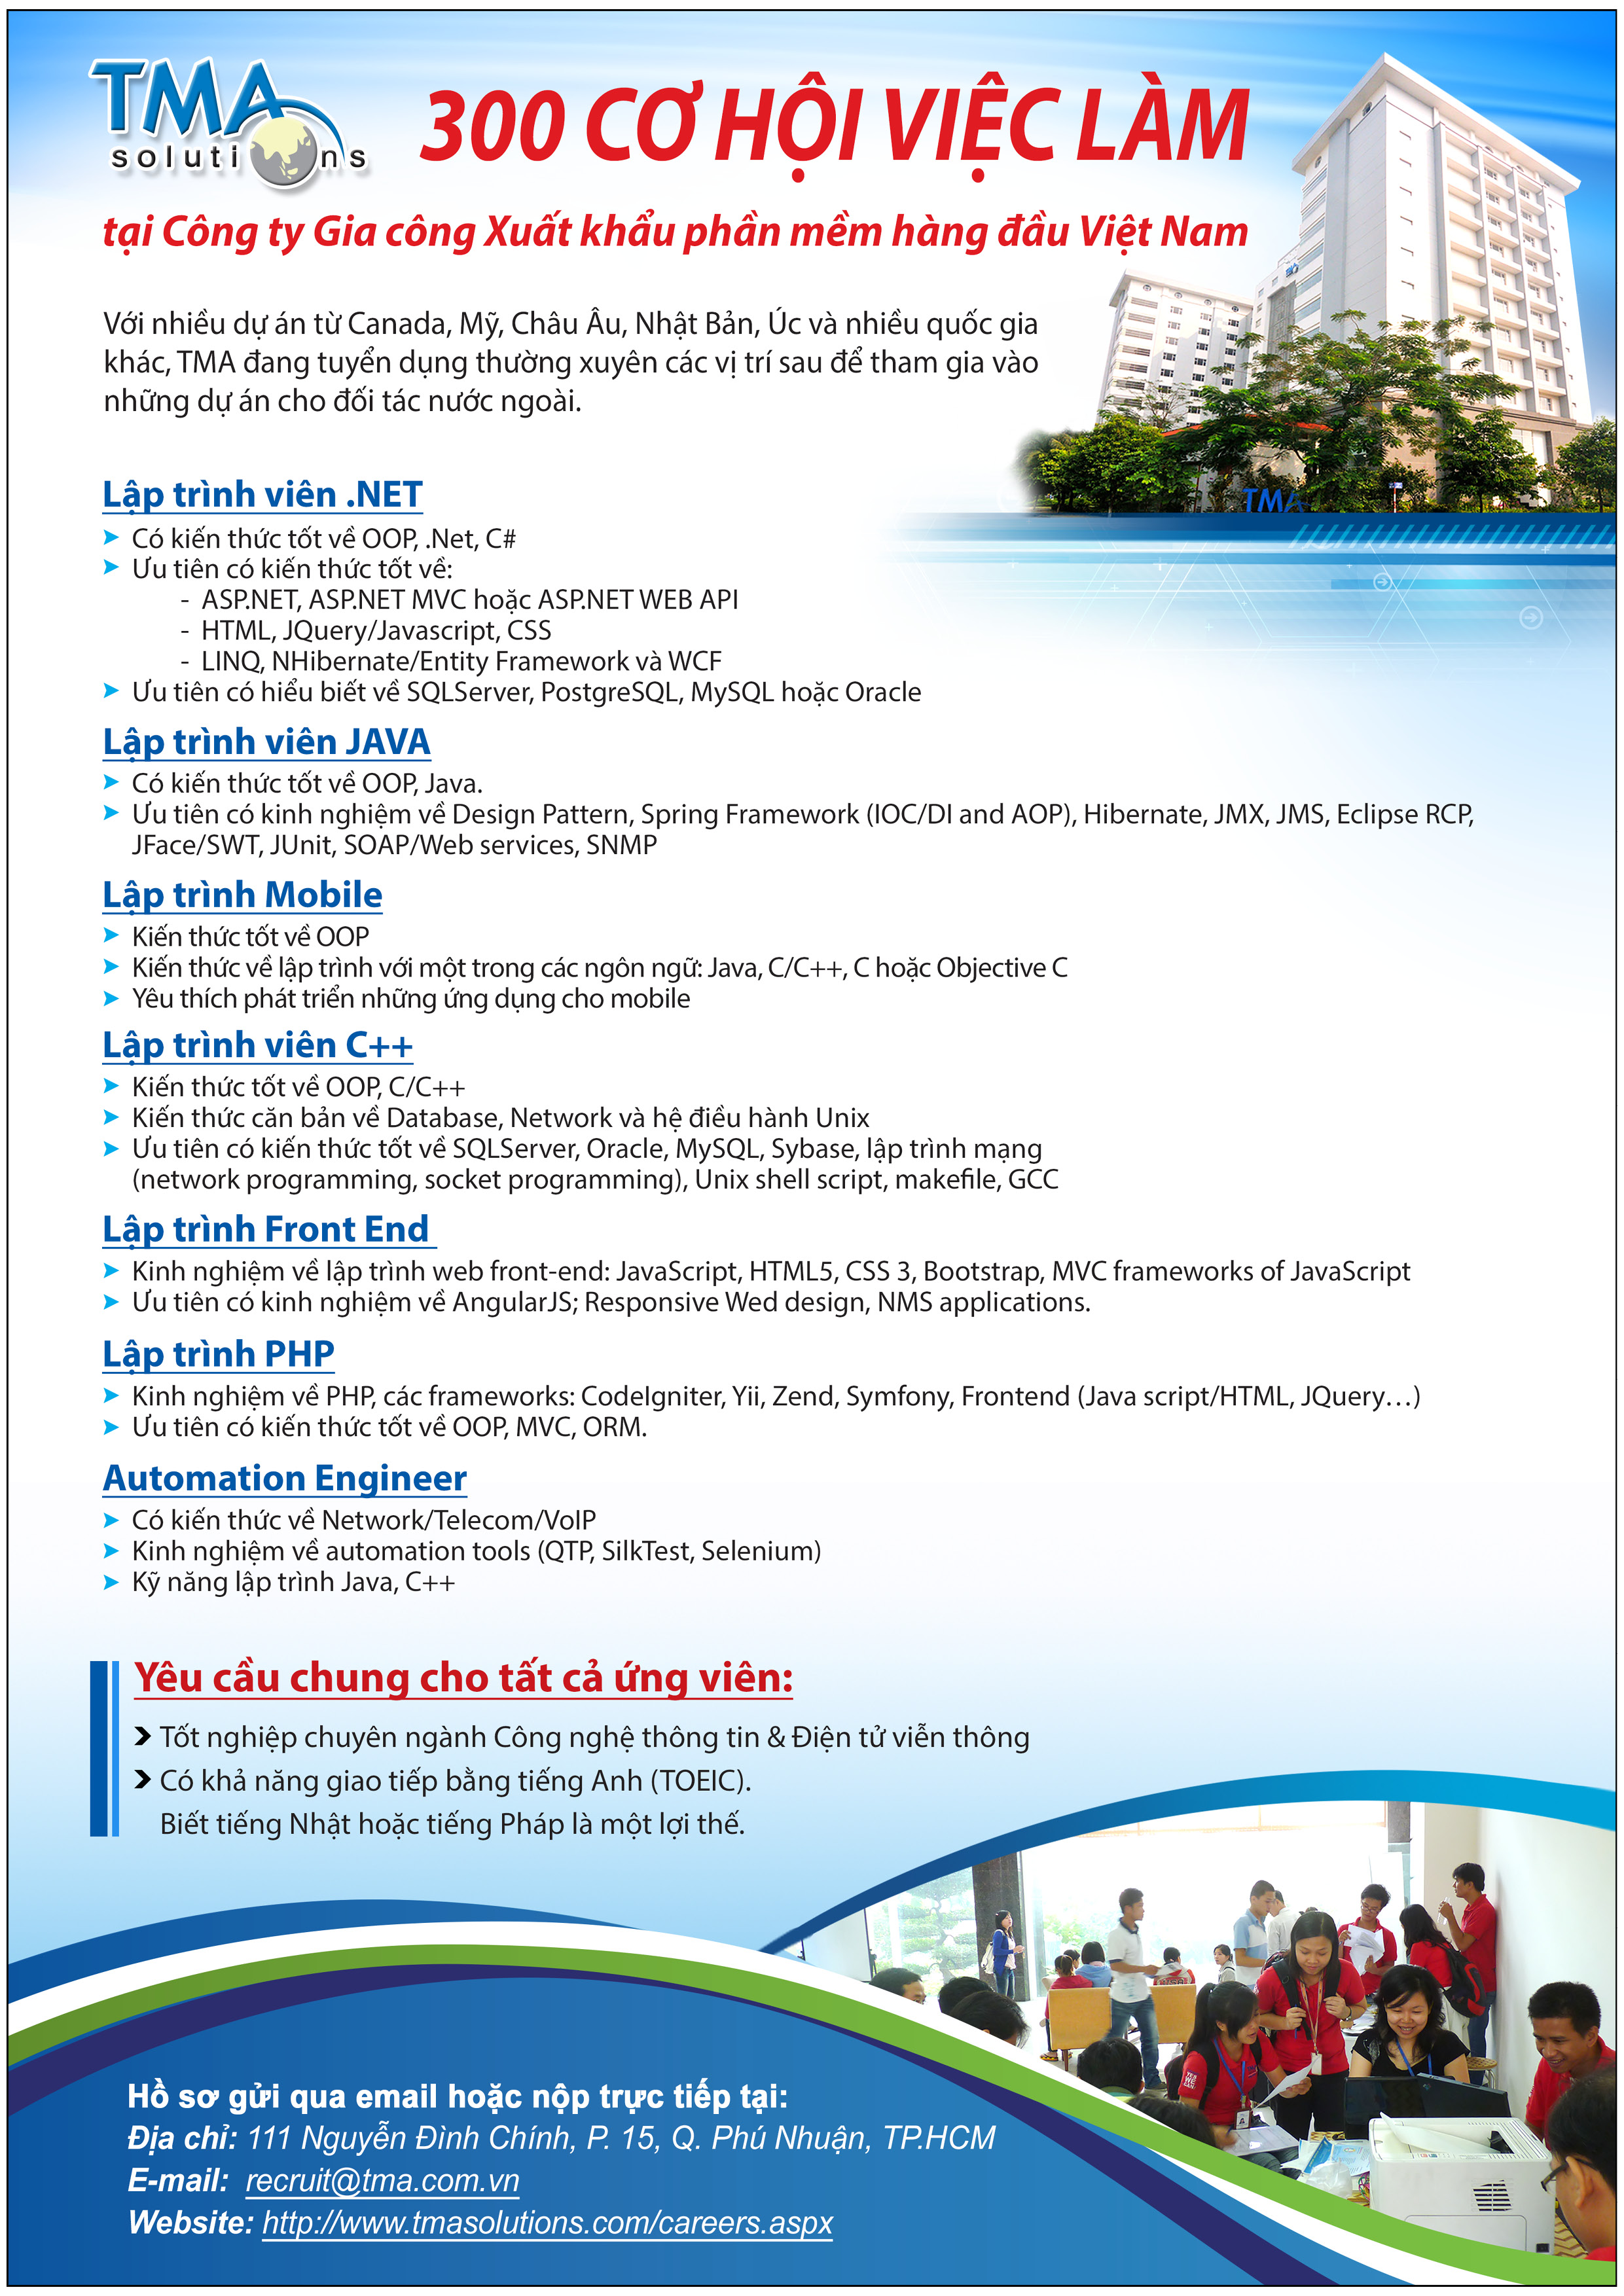 TMA
solutions
300 CƠ HỘI VIỆC LÀM
tại Công ty Gia công Xuất khẩu phần mềm hàng đầu Việt Nam
Với nhiều dự án từ Canada, Mỹ, Châu Âu, Nhật Bản, Úc và nhiều quốc gia
khác, TMA đang tuyển dụng thường xuyên các vị trí sau để tham gia vào
những dự án cho đối tác nước ngoài.
TMA
Lập trình viên .NET
➤ Có kiến thức tốt về OOP, .Net, C#
➤ Ưu tiên có kiến thức tốt về:
- ASP.NET, ASP.NET MVC hoặc ASP.NET WEB API
- HTML, JQuery/Javascript, CSS
- LINQ, NHibernate/Entity Framework và WCF
➤ Ưu tiên có hiểu biết về SQLServer, PostgreSQL, MySQL hoặc Oracle
Lập trình viên JAVA
➤ Có kiến thức tốt về OOP, Java.
➤ Ưu tiên có kinh nghiệm về Design Pattern, Spring Framework (IOC/DI and AOP), Hibernate, JMX, JMS, Eclipse RCP,
JFace/SWT, JUnit, SOAP/Web services, SNMP
Lập trình Mobile
➤ Kiến thức tốt về OOP
➤ Kiến thức về lập trình với một trong các ngôn ngữ: Java, C/C++, C hoặc Objective C
➤ Yêu thích phát triển những ứng dụng cho mobile
Lập trình viên C++
➤ Kiến thức tốt về OOP, C/C++
➤ Kiến thức căn bản về Database, Network và hệ điều hành Unix
➤ Ưu tiên có kiến thức tốt về SQLServer, Oracle, MySQL, Sybase, lập trình mạng
(network programming, socket programming), Unix shell script, makefile, GCC
Lập trình Front End
➤ Kinh nghiệm về lập trình web front-end: JavaScript, HTML5, CSS 3, Bootstrap, MVC frameworks of JavaScript
➤ Ưu tiên có kinh nghiệm về AngularJS; Responsive Wed design, NMS applications.
Lập trình PHP
➤ Kinh nghiệm về PHP, các frameworks: CodeIgniter, Yii, Zend, Symfony, Frontend (Java script/HTML, JQuery…)
➤ Ưu tiên có kiến thức tốt về OOP, MVC, ORM.
Automation Engineer
➤ Có kiến thức về Network/Telecom/VoIP
➤ Kinh nghiệm về automation tools (QTP, SilkTest, Selenium)
➤ Kỹ năng lập trình Java, C++
Yêu cầu chung cho tất cả ứng viên:
Tốt nghiệp chuyên ngành Công nghệ thông tin & Điện tử viễn thông
Có khả năng giao tiếp bằng tiếng Anh (TOEIC).
Biết tiếng Nhật hoặc tiếng Pháp là một lợi thế.
Hồ sơ gửi qua email hoặc nộp trực tiếp tại:
Địa chỉ: 111 Nguyễn Đình Chính, P. 15, Q. Phú Nhuận, TP.HCM
E-mail: recruit@tma.com.vn
Website: http://www.tmasolutions.com/careers.aspx